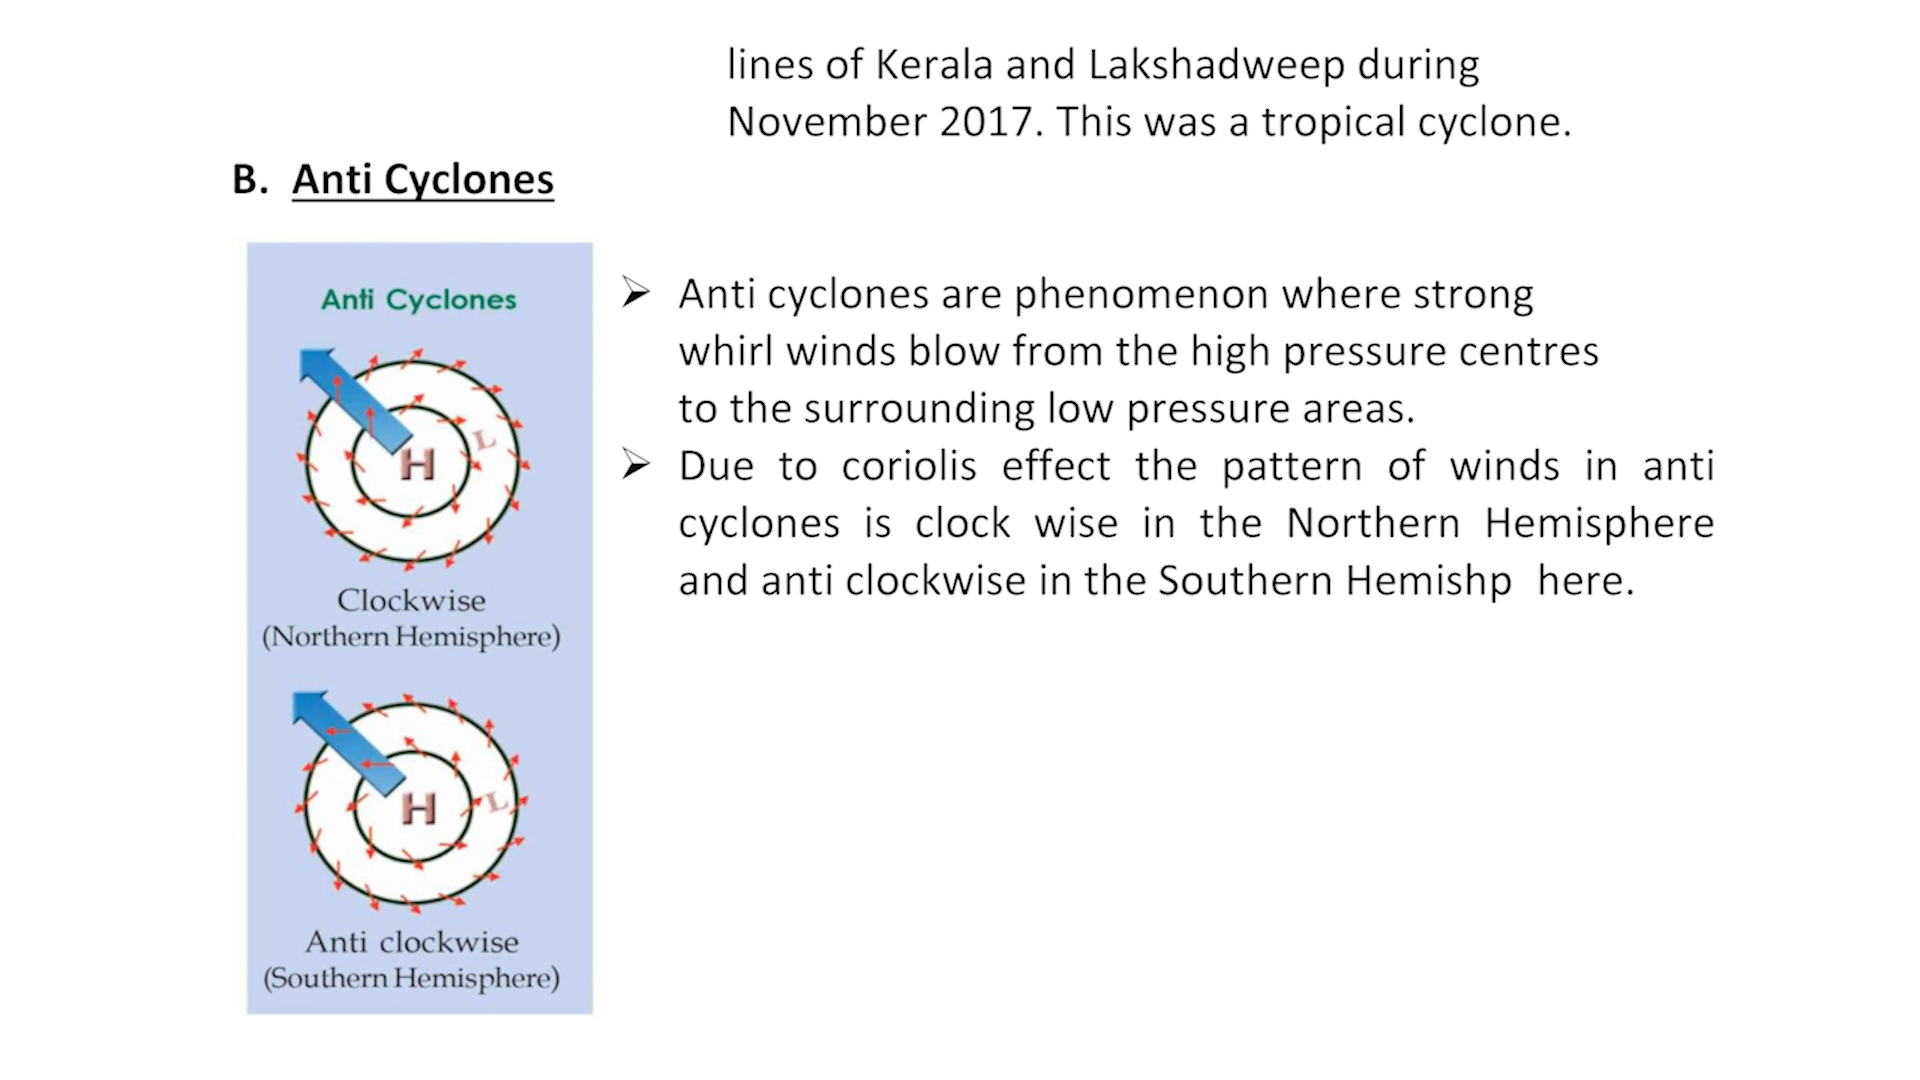 lines of Kerala and Lakshadweep during
November 2017. This was a tropical cyclone.
B. Anti Cyclones
Anti Cyclones
H
L
Clockwise
(Northern Hemisphere)
H
L
Anti clockwise
(Southern Hemisphere)
➢ Anti cyclones are phenomenon where strong
whirl winds blow from the high pressure centres
to the surrounding low pressure areas.
➢ Due to coriolis effect the pattern of winds in anti
cyclones is clock wise in the Northern Hemisphere
and anti clockwise in the Southern Hemishp here.